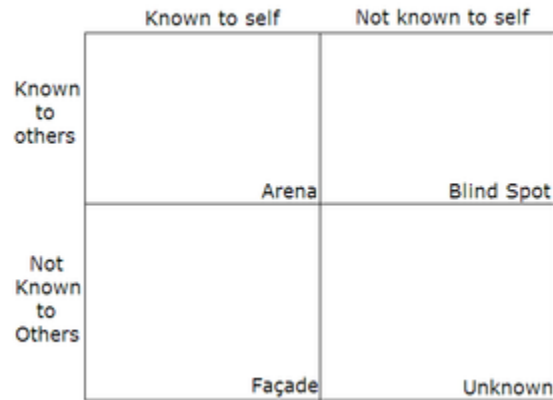 Known to self
Not known to self
Known
to
others
Arena
Blind Spot
Not
Known
to
Others
Façade
Unknown